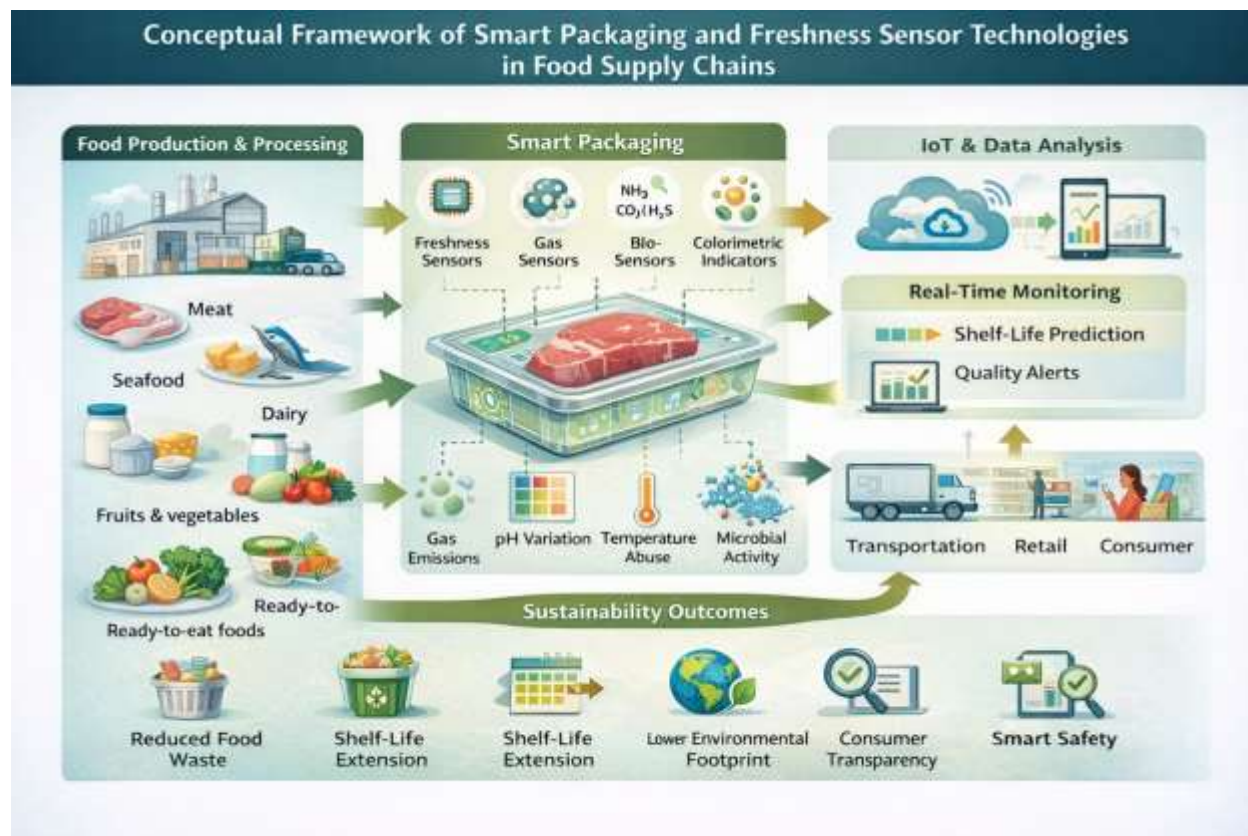 Conceptual Framework of Smart Packaging and Freshness Sensor Technologies
in Food Supply Chains
Food Production & Processing
Meat
Seafood
Dairy
Fruits & vegetables
Ready-to-
Ready-to-eat foods
Smart Packaging
NH₃
CO₂(H₂S
Freshness
Sensors
Gas
Sensors
Bio-
Sensors
Colorimetric
Indicators
Gas
Emissions
pH Variation
Temperature
Abuse
Microbial
Activity
IoT & Data Analysis
Real-Time Monitoring
Shelf-Life Prediction
Quality Alerts
Transportation
Retail
Consumer
Sustainability Outcomes
Reduced Food
Waste
Shelf-Life
Extension
Shelf-Life
Extension
Lower Environmental
Footprint
Consumer
Transparency
Smart Safety